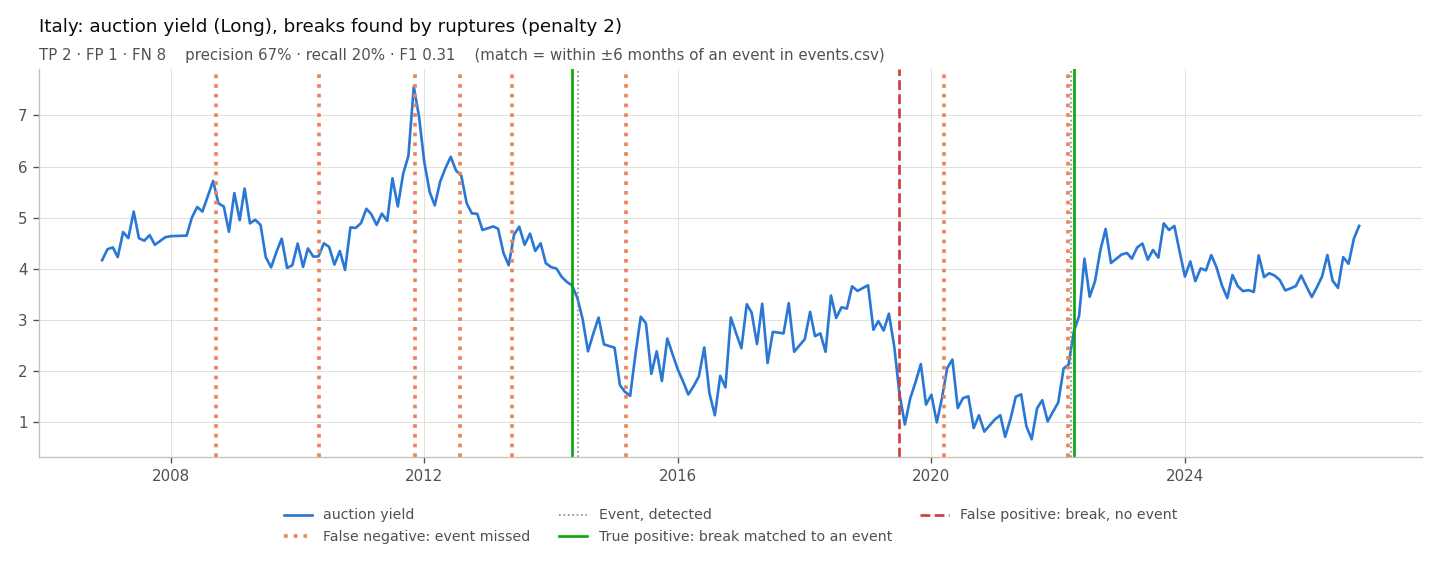 Italy: auction yield (Long), breaks found by ruptures (penalty 2)
TP 2 · FP 1 · FN 8    precision 67% · recall 20% · F1 0.31    (match = within ±6 months of an event in events.csv)
7
6
5
4
3
2
1
2008    2012    2016    2020    2024
auction yield    Event, detected    False positive: break, no event
False negative: event missed    True positive: break matched to an event